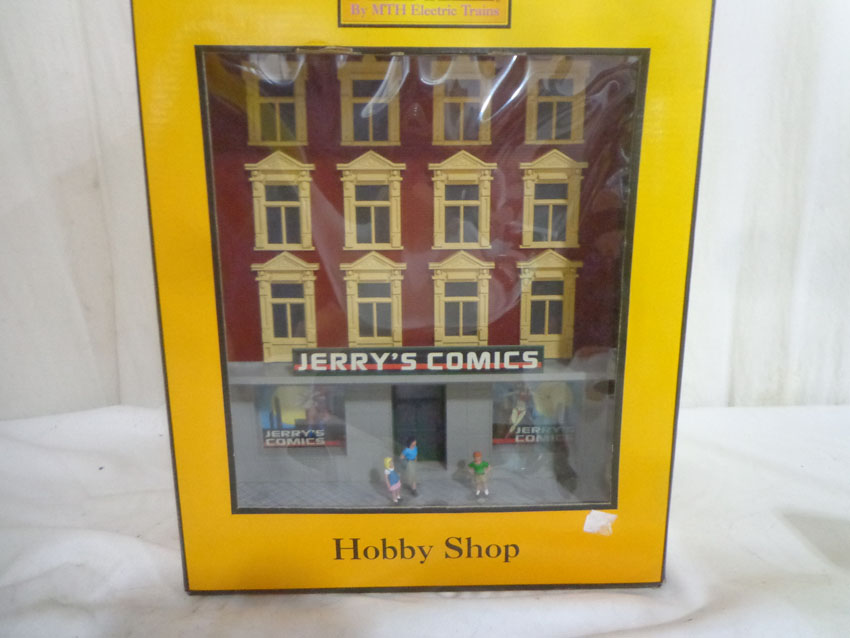 By MTH Electric Trains
JERRY'S COMICS
JERRY'S
COMICS
JERRY'S
COMICS
Hobby Shop